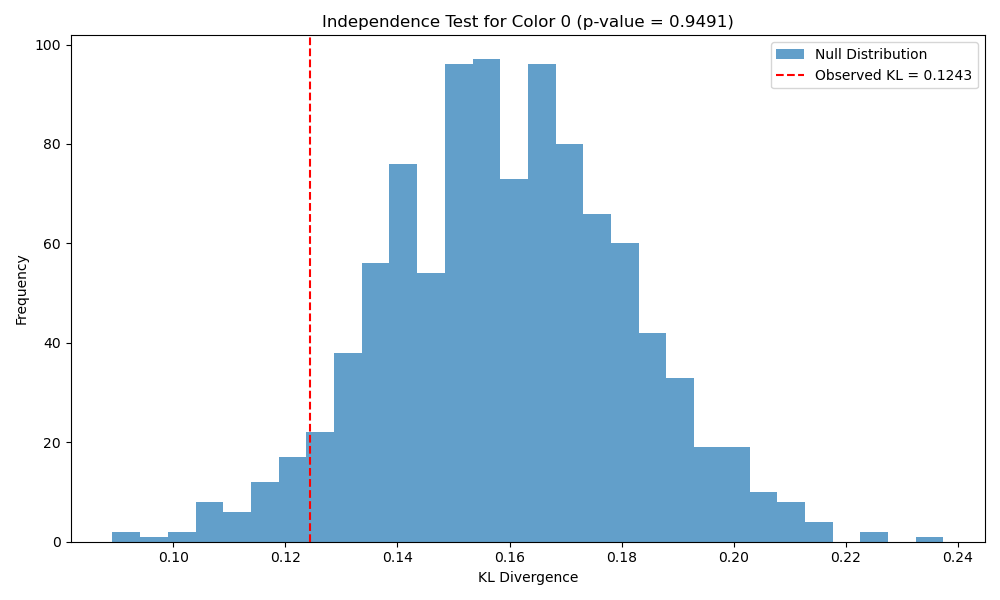 Independence Test for Color 0 (p-value = 0.9491)
Null Distribution
Observed KL = 0.1243
Frequency
100
80
60
40
20
0
0.10 0.12 0.14 0.16 0.18 0.20 0.22 0.24
KL Divergence